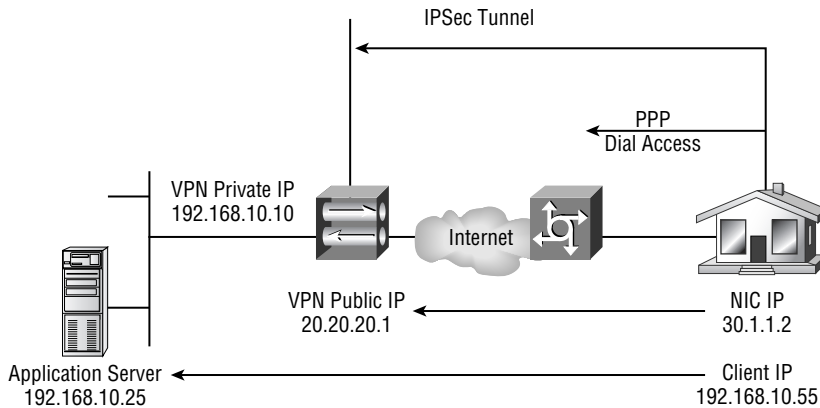 IPSec Tunnel
PPP
Dial Access
VPN Private IP
192.168.10.10
Internet
VPN Public IP
20.20.20.1
NIC IP
30.1.1.2
Application Server
192.168.10.25
Client IP
192.168.10.55